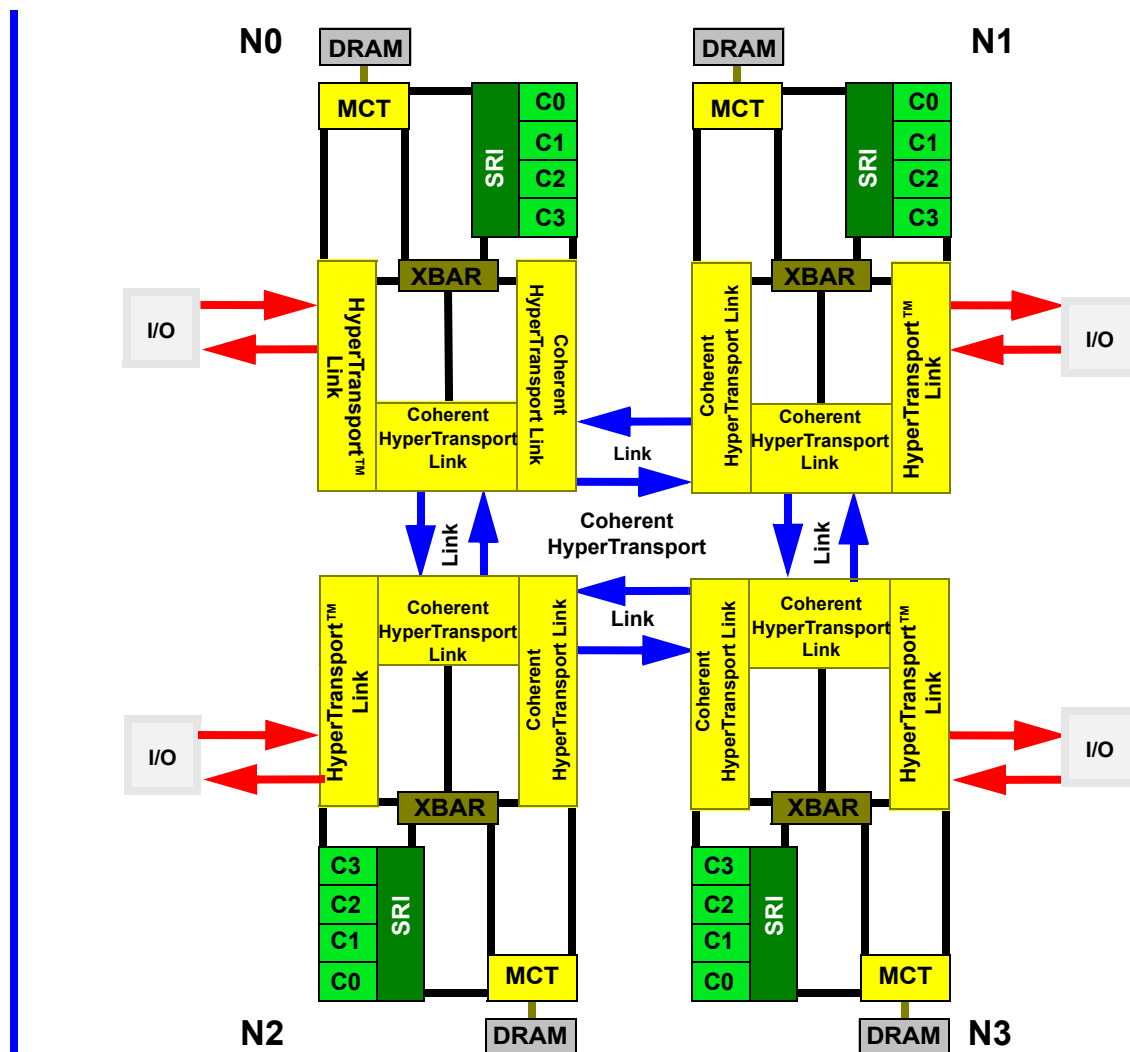 N0
DRAM
MCT
SRI
C0
C1
C2
C3
XBAR
I/O
HyperTransport™
Link
Coherent
HyperTransport Link
Coherent
HyperTransport Link
N1
DRAM
MCT
SRI
C0
C1
C2
C3
XBAR
Coherent
HyperTransport Link
Coherent
HyperTransport
Link
HyperTransport™
Link
I/O
Link
Link
Coherent
HyperTransport
Link
Link
HyperTransport™
Link
Coherent
HyperTransport
Link
Coherent
HyperTransport Link
I/O
XBAR
C3
C2
C1
C0
SRI
MCT
DRAM
N2
Coherent
HyperTransport Link
Coherent
HyperTransport
Link
HyperTransport™
Link
I/O
XBAR
C3
C2
C1
C0
SRI
MCT
DRAM
N3